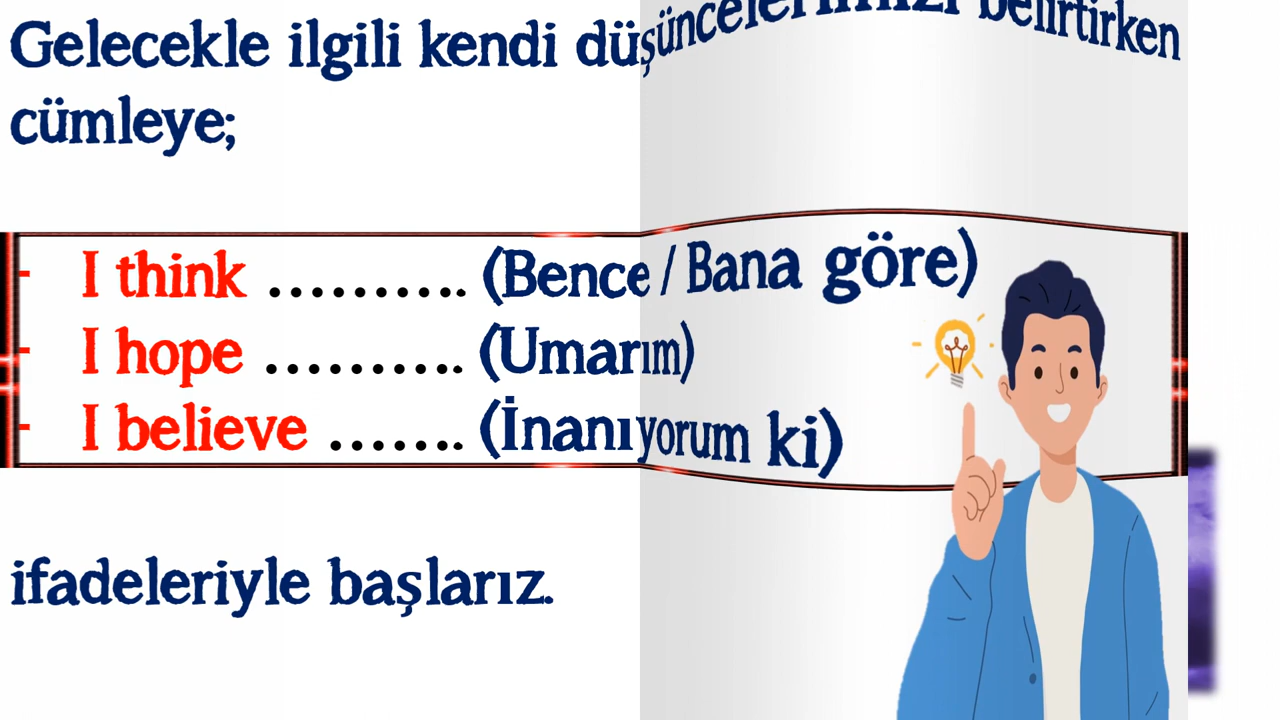 Gelecekle ilgili kendi düşüncelerimizi belirtirken
cümleye;
- I think ………. (Bence / Bana göre)
- I hope ………. (Umarım)
- I believe ……. (İnanıyorum ki)
ifadeleriyle başlarız.